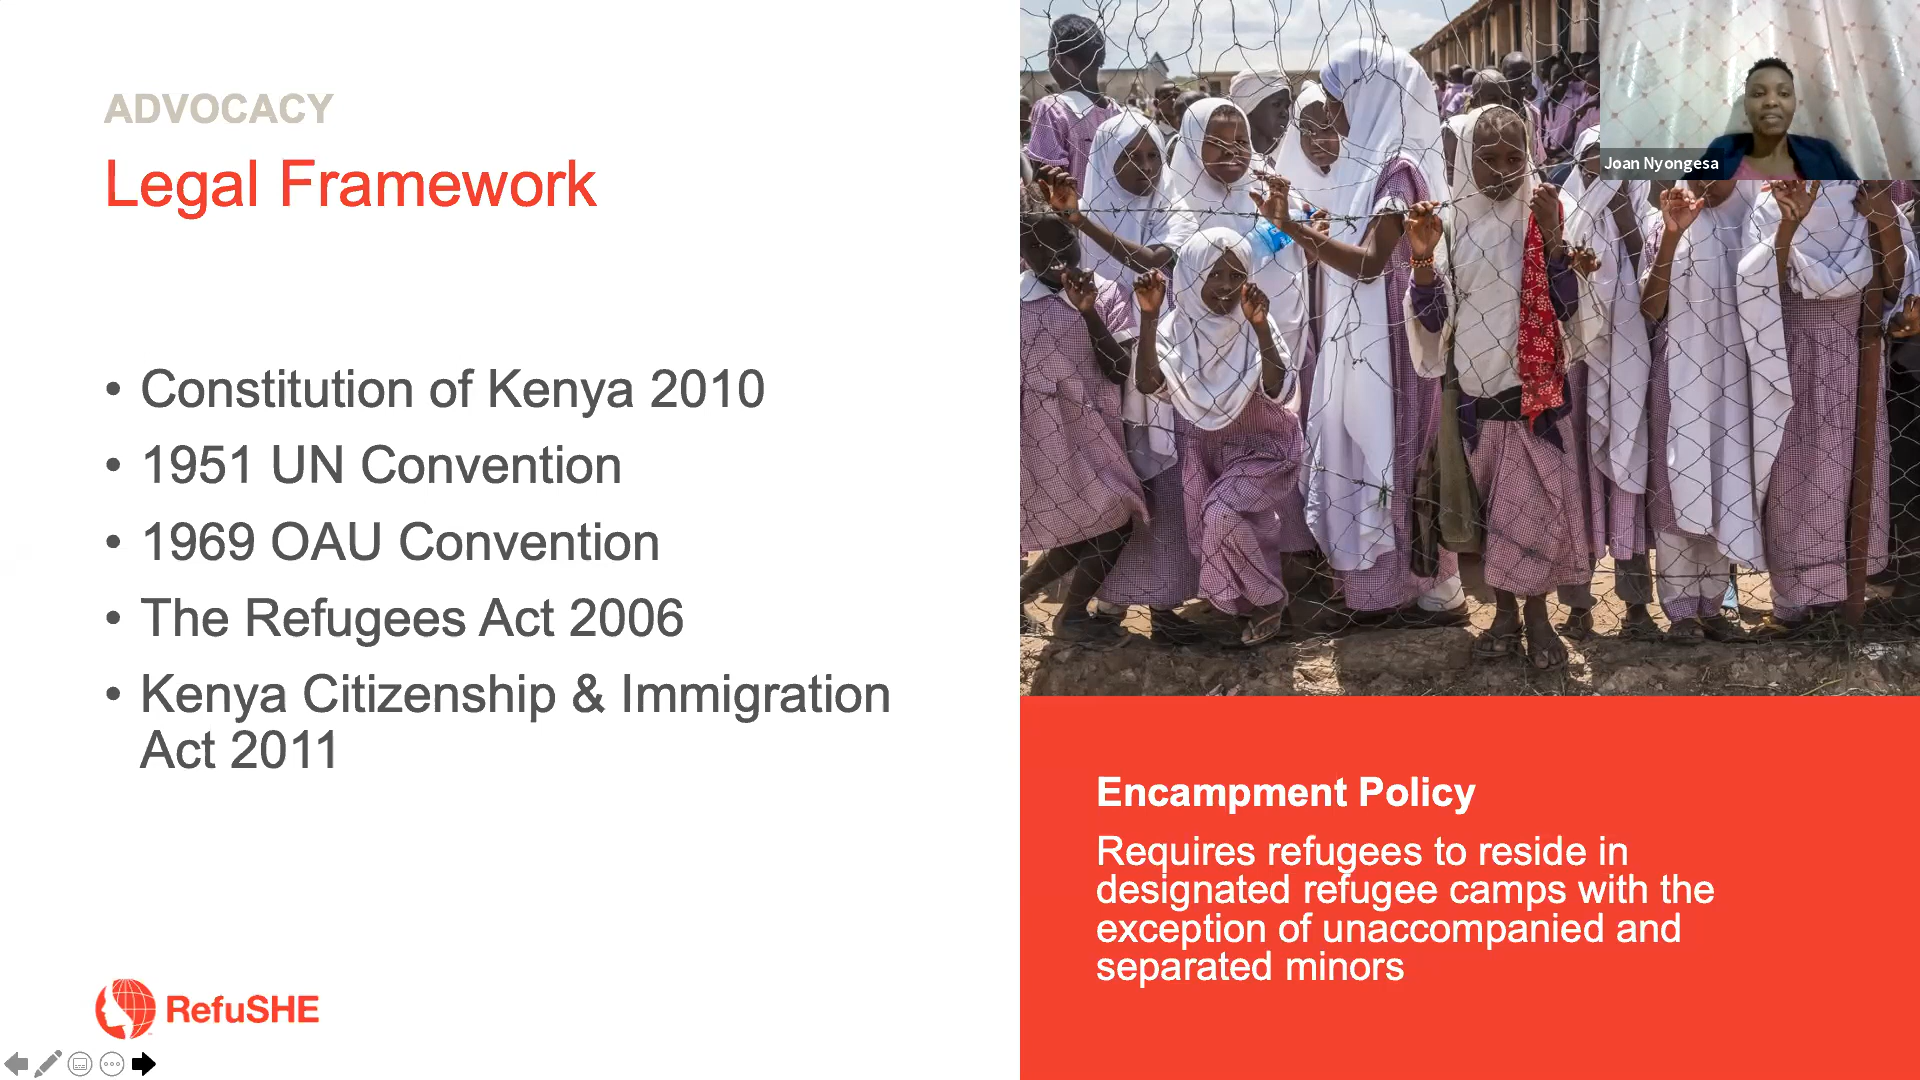 ADVOCACY
Legal Framework
• Constitution of Kenya 2010
• 1951 UN Convention
• 1969 OAU Convention
• The Refugees Act 2006
• Kenya Citizenship & Immigration
Act 2011
RefuSHE
Joan Nyongesa
Encampment Policy
Requires refugees to reside in
designated refugee camps with the
exception of unaccompanied and
separated minors